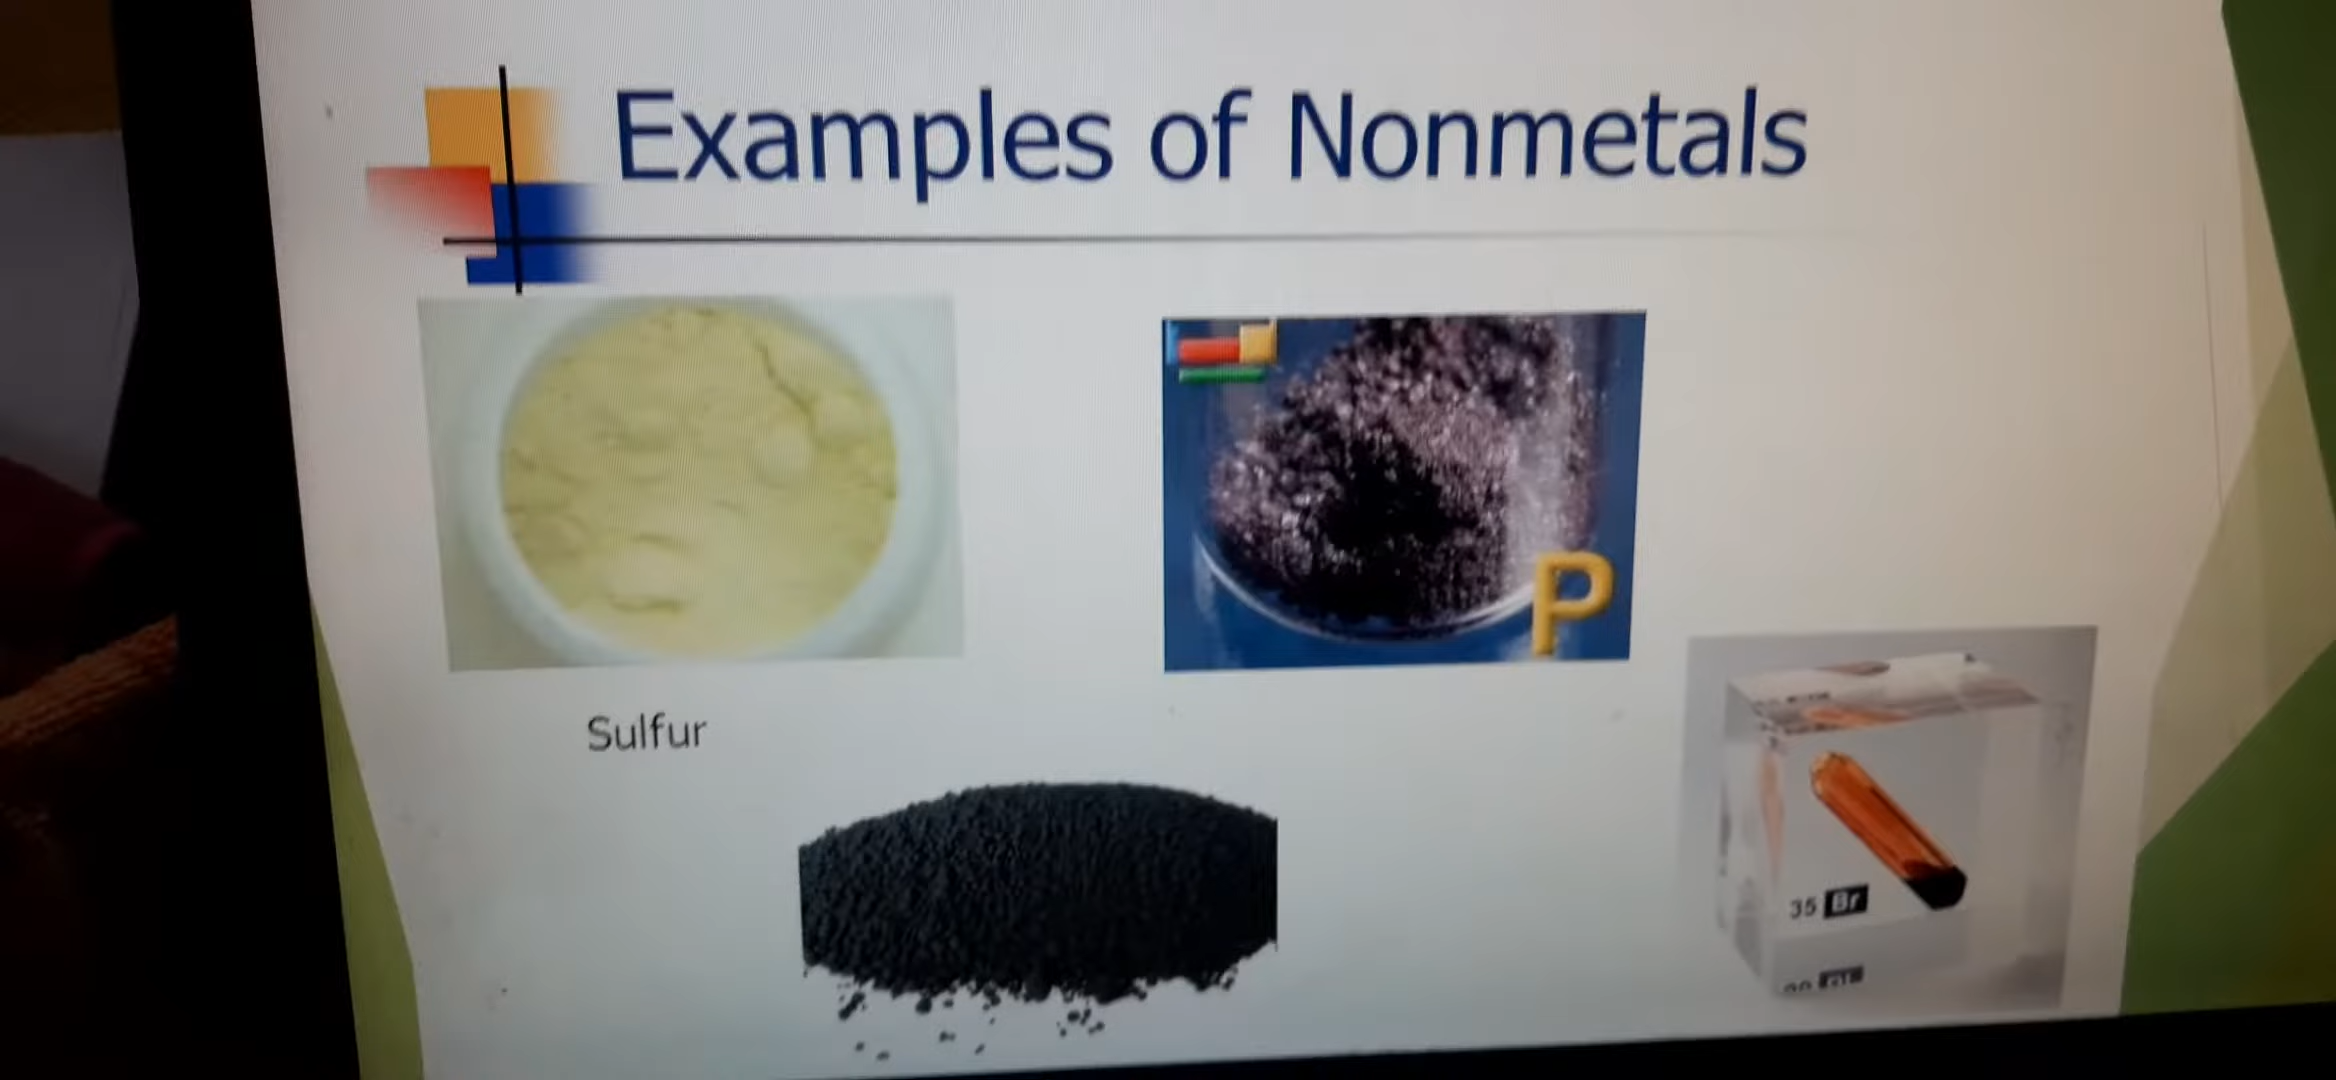 Examples of Nonmetals
P
Sulfur
35 Br